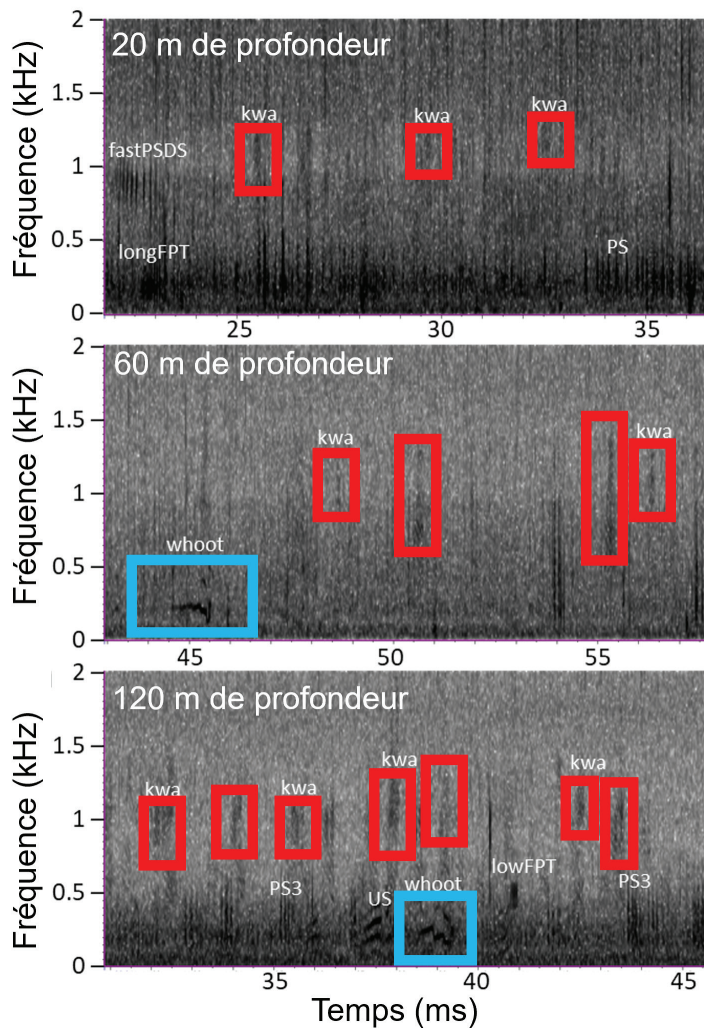 20 m de profondeur
Fréquence (kHz)
2
1.5
1
0.5
0
kwa
kwa
kwa
fastPSDS
longFPT
PS
25
30
35
60 m de profondeur
Fréquence (kHz)
2
1.5
1
0.5
0
kwa
kwa
whoot
45
50
55
120 m de profondeur
Fréquence (kHz)
2
1.5
1
0.5
0
kwa
kwa
kwa
kwa
PS3
US
whoot
lowFPT
PS3
35
40
45
Temps (ms)